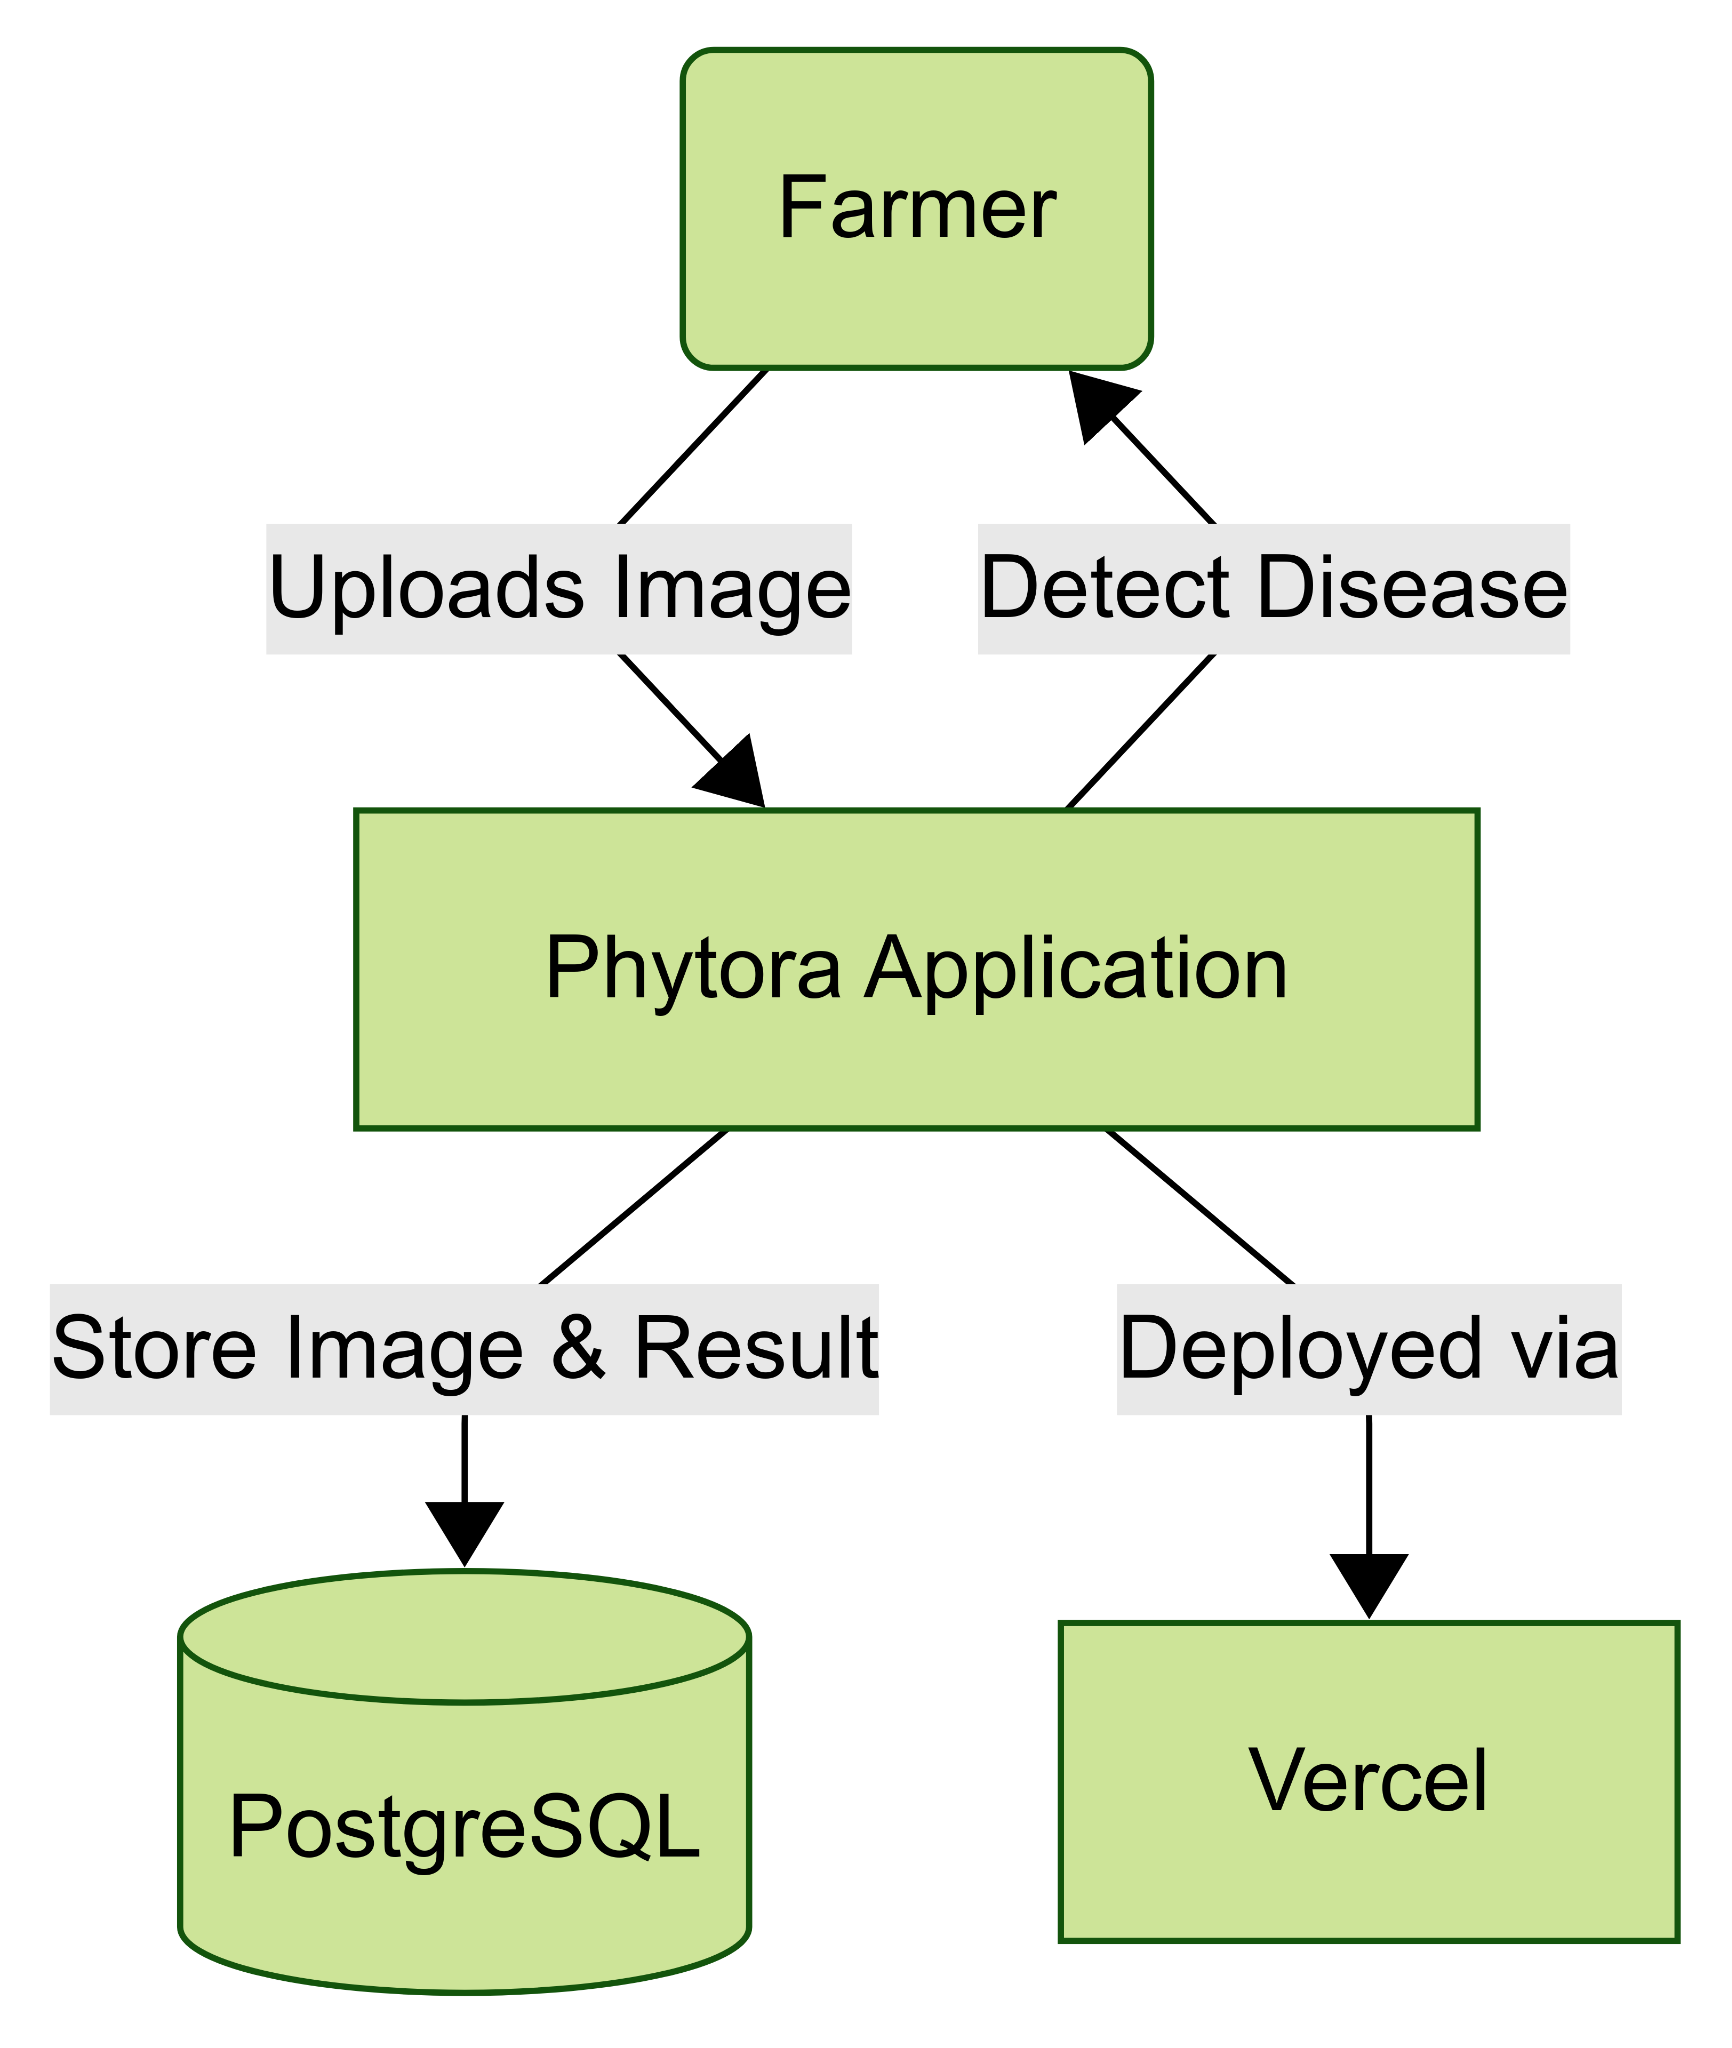 Farmer
Uploads Image
Detect Disease
Phytora Application
Store Image & Result
Deployed via
PostgreSQL
Vercel